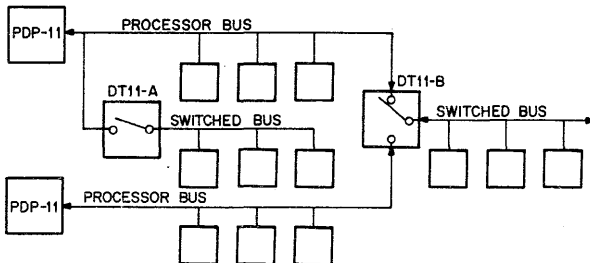 PDP-11
PROCESSOR BUS
DT11-A
DT11-B
SWITCHED BUS
SWITCHED BUS
PROCESSOR BUS
PDP-11